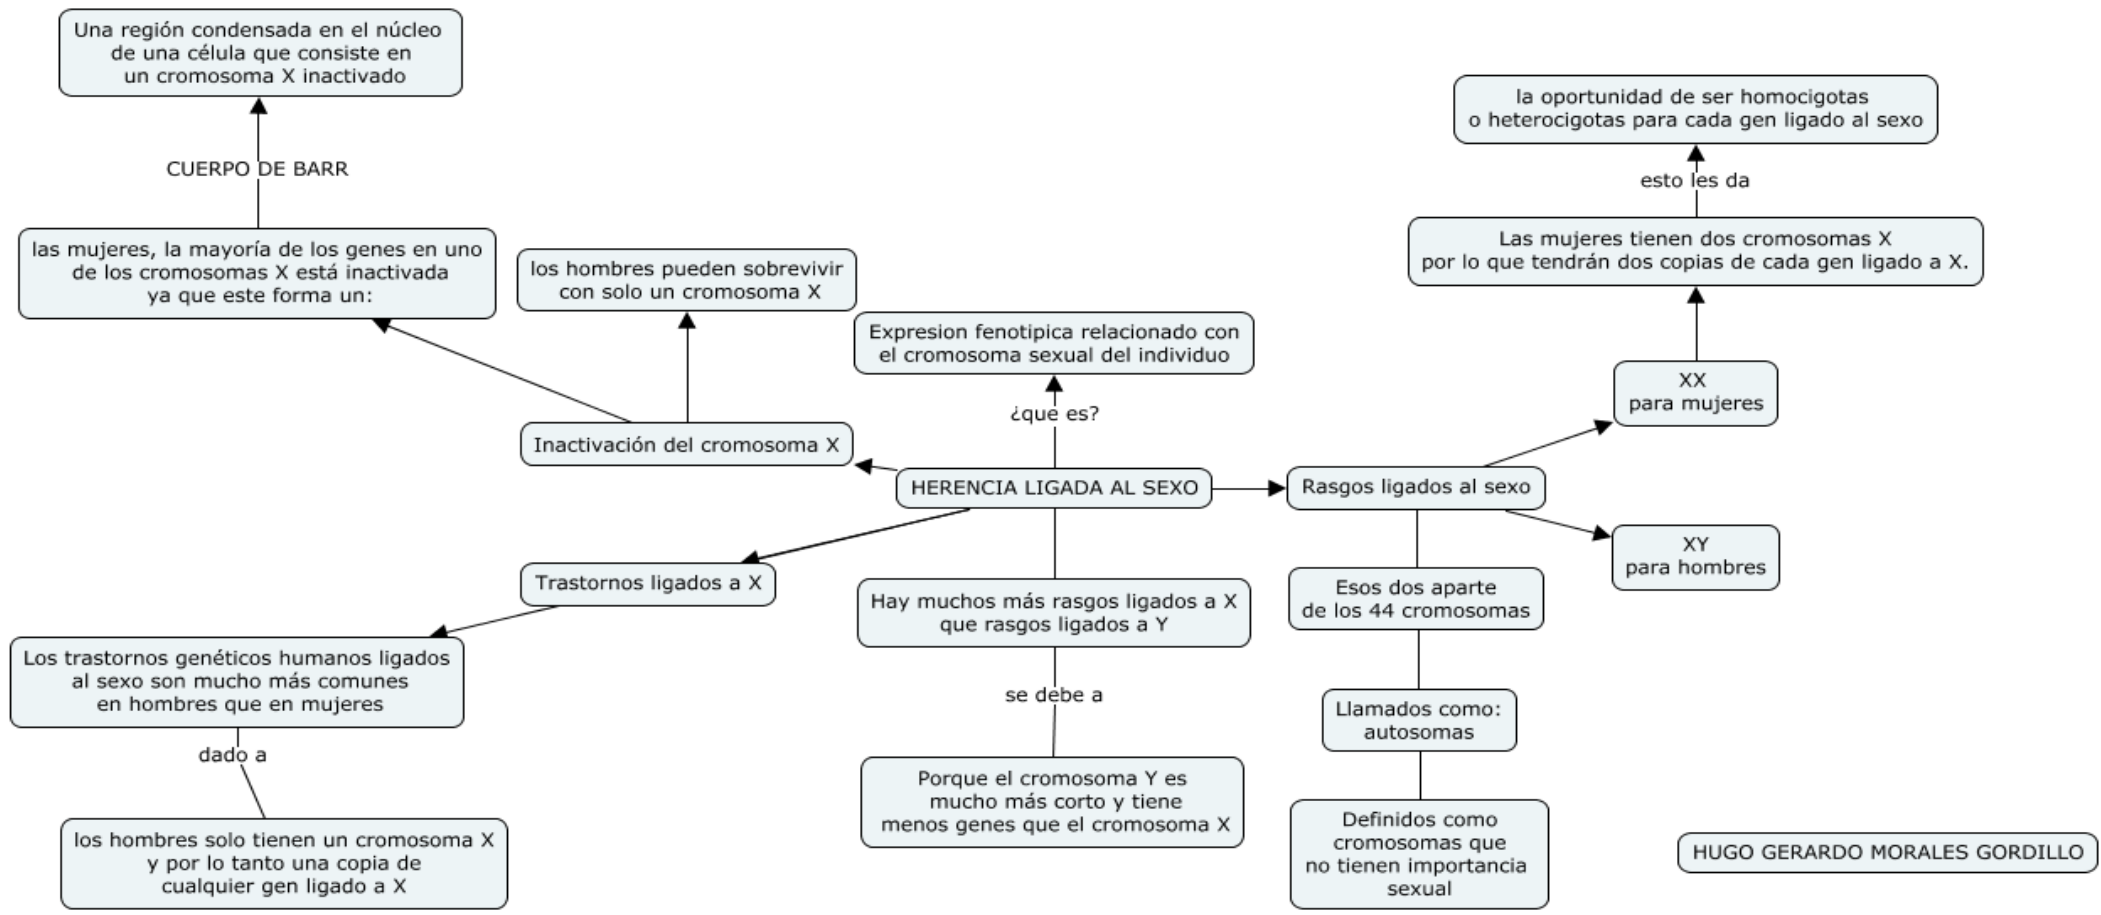 Una región condensada en el núcleo
de una célula que consiste en
un cromosoma X inactivado
CUERPO DE BARR
las mujeres, la mayoría de los genes en uno
de los cromosomas X está inactivada
ya que este forma un:
los hombres pueden sobrevivir
con solo un cromosoma X
Inactivación del cromosoma X
Expresion fenotipica relacionado con
el cromosoma sexual del individuo
¿que es?
HERENCIA LIGADA AL SEXO
la oportunidad de ser homocigotas
o heterocigotas para cada gen ligado al sexo
esto les da
Las mujeres tienen dos cromosomas X
por lo que tendrán dos copias de cada gen ligado a X.
XX
para mujeres
Rasgos ligados al sexo
XY
para hombres
Esos dos aparte
de los 44 cromosomas
Llamados como:
autosomas
Definidos como
cromosomas que
no tienen importancia
sexual
Hay muchos más rasgos ligados a X
que rasgos ligados a Y
se debe a
Porque el cromosoma Y es
mucho más corto y tiene
menos genes que el cromosoma X
Trastornos ligados a X
Los trastornos genéticos humanos ligados
al sexo son mucho más comunes
en hombres que en mujeres
dado a
los hombres solo tienen un cromosoma X
y por lo tanto una copia de
cualquier gen ligado a X
HUGO GERARDO MORALES GORDILLO